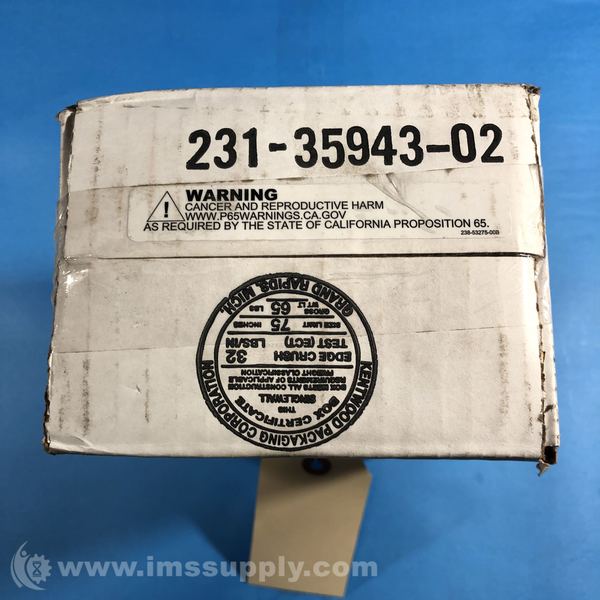 231-35943-02
WARNING
CANCER AND REPRODUCTIVE HARM
WWW.P65WARNINGS.CA.GOV
AS REQUIRED BY THE STATE OF CALIFORNIA PROPOSITION 65.
238-53275-00B
KENTWOOD PACKAGING CORPORATION
THIS
BOX CERTIFICATE
SINGLEWALL
BOX MEETS ALL CONSTRUCTION
REQUIREMENTS OF APPLICABLE
FREIGHT CLASSIFICATION
EDGE CRUSH
TEST (ECT)
32
LBS/IN
SIZE LIMIT 75 INCHES
GROSS
WT LT
65 LBS
GRAND RAPIDS, MICH.
www.imssupply.com